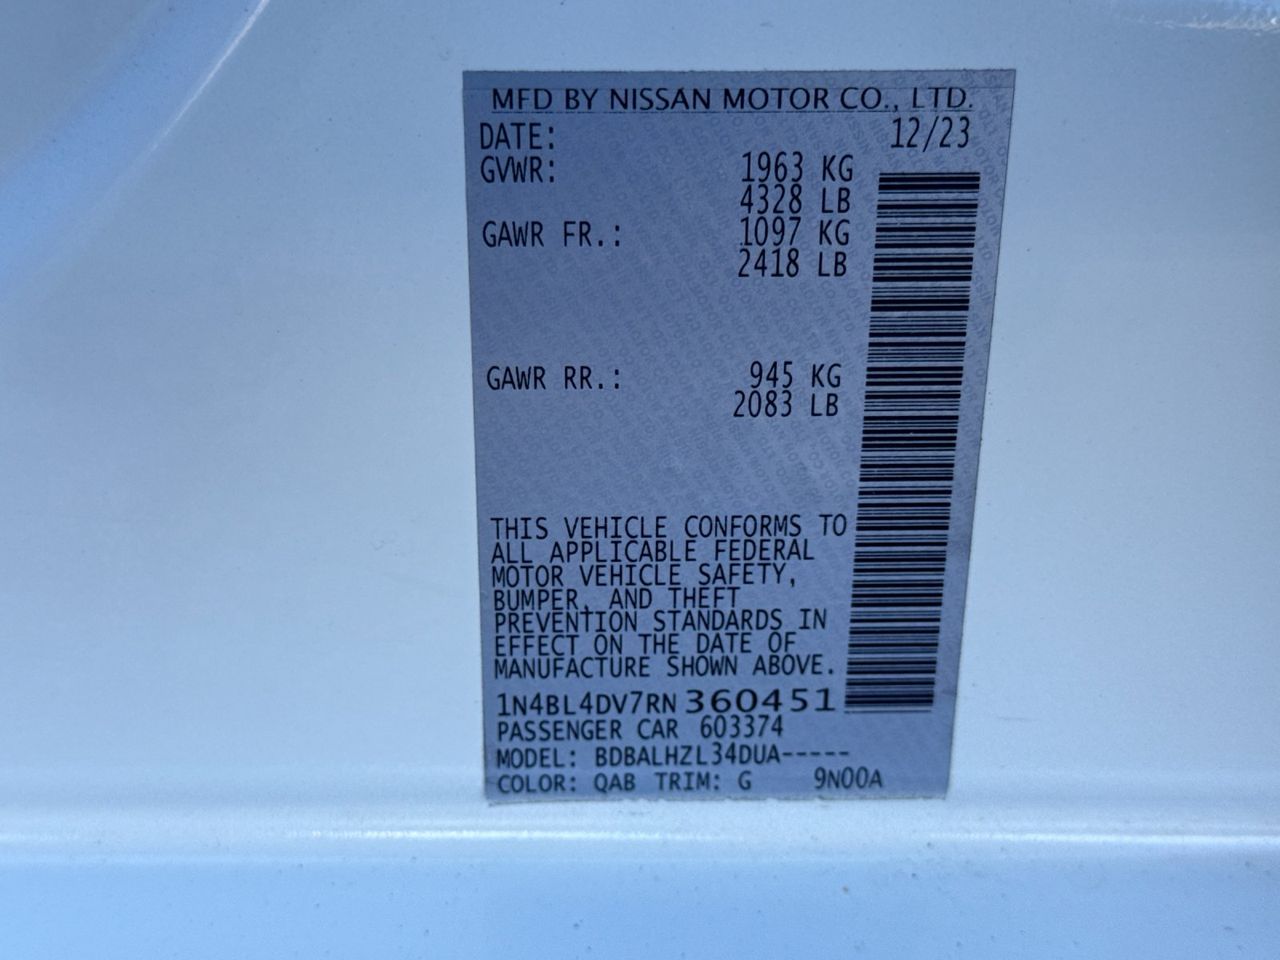 MFD BY NISSAN MOTOR CO., LTD.
DATE: 12/23
GVWR: 1963 KG
4328 LB
GAWR FR.: 1097 KG
2418 LB
GAWR RR.: 945 KG
2083 LB
THIS VEHICLE CONFORMS TO
ALL APPLICABLE FEDERAL
MOTOR VEHICLE SAFETY,
BUMPER, AND THEFT
PREVENTION STANDARDS IN
EFFECT ON THE DATE OF
MANUFACTURE SHOWN ABOVE.
1N4BL4DV7RN360451
PASSENGER CAR 603374
MODEL: BDBALHZL34DUA-----
COLOR: QAB TRIM: G 9N00A